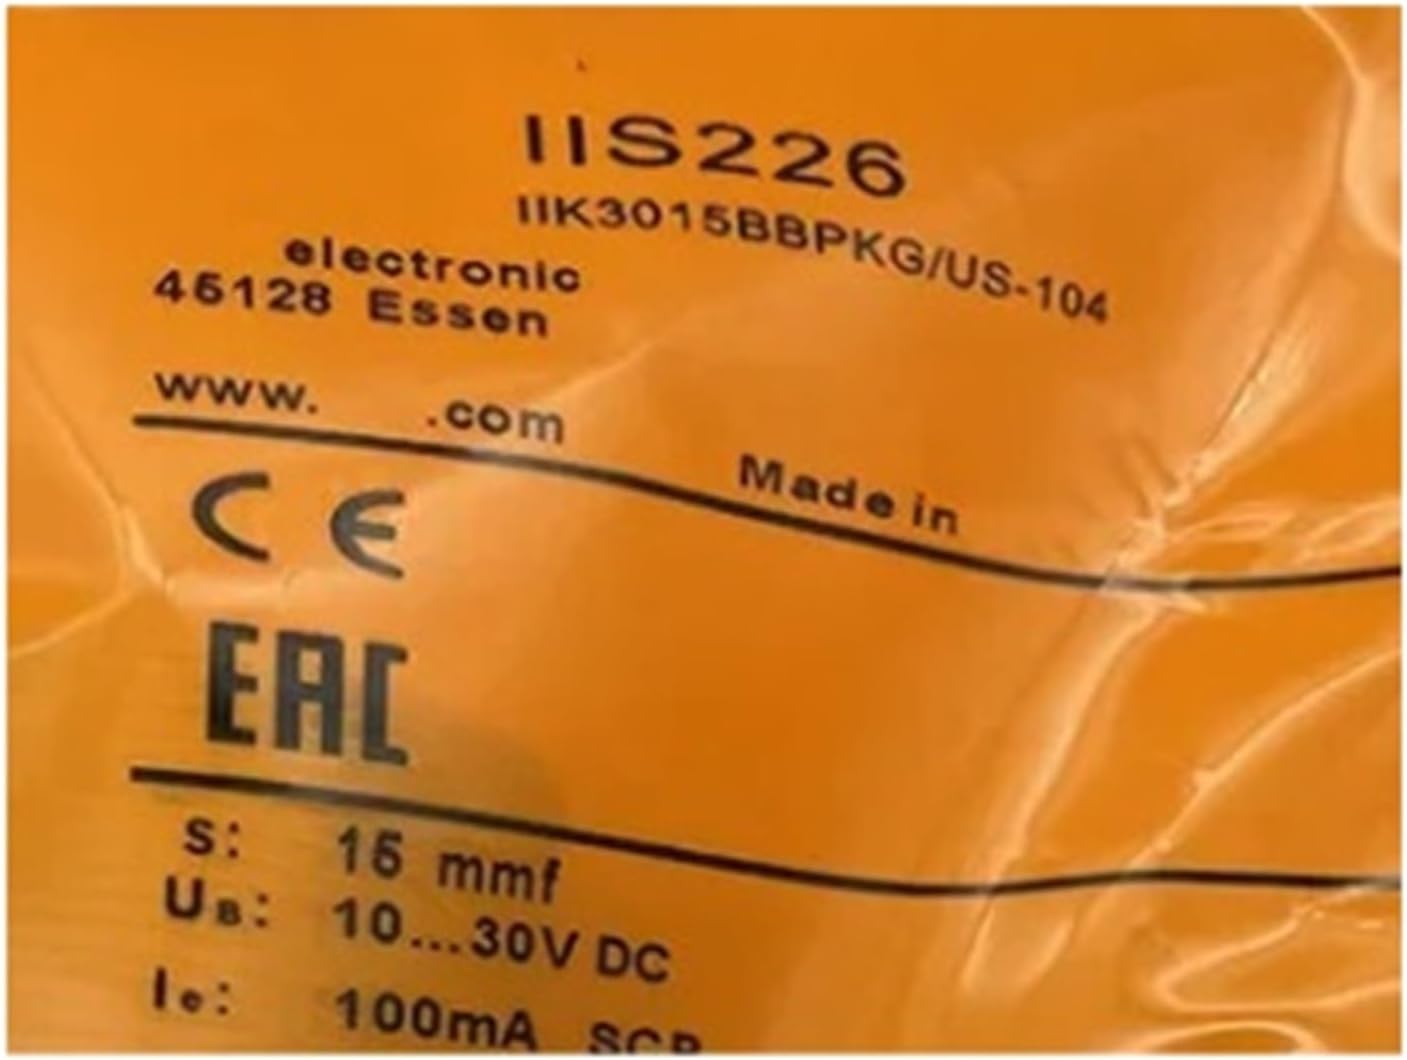 IIS226
IIK3015BBPKG/US-104
electronic
45128 Essen
www. .com
Made in
CE
EAC
S: 15 mmf
UB: 10...30V DC
Ie: 100mA SCP